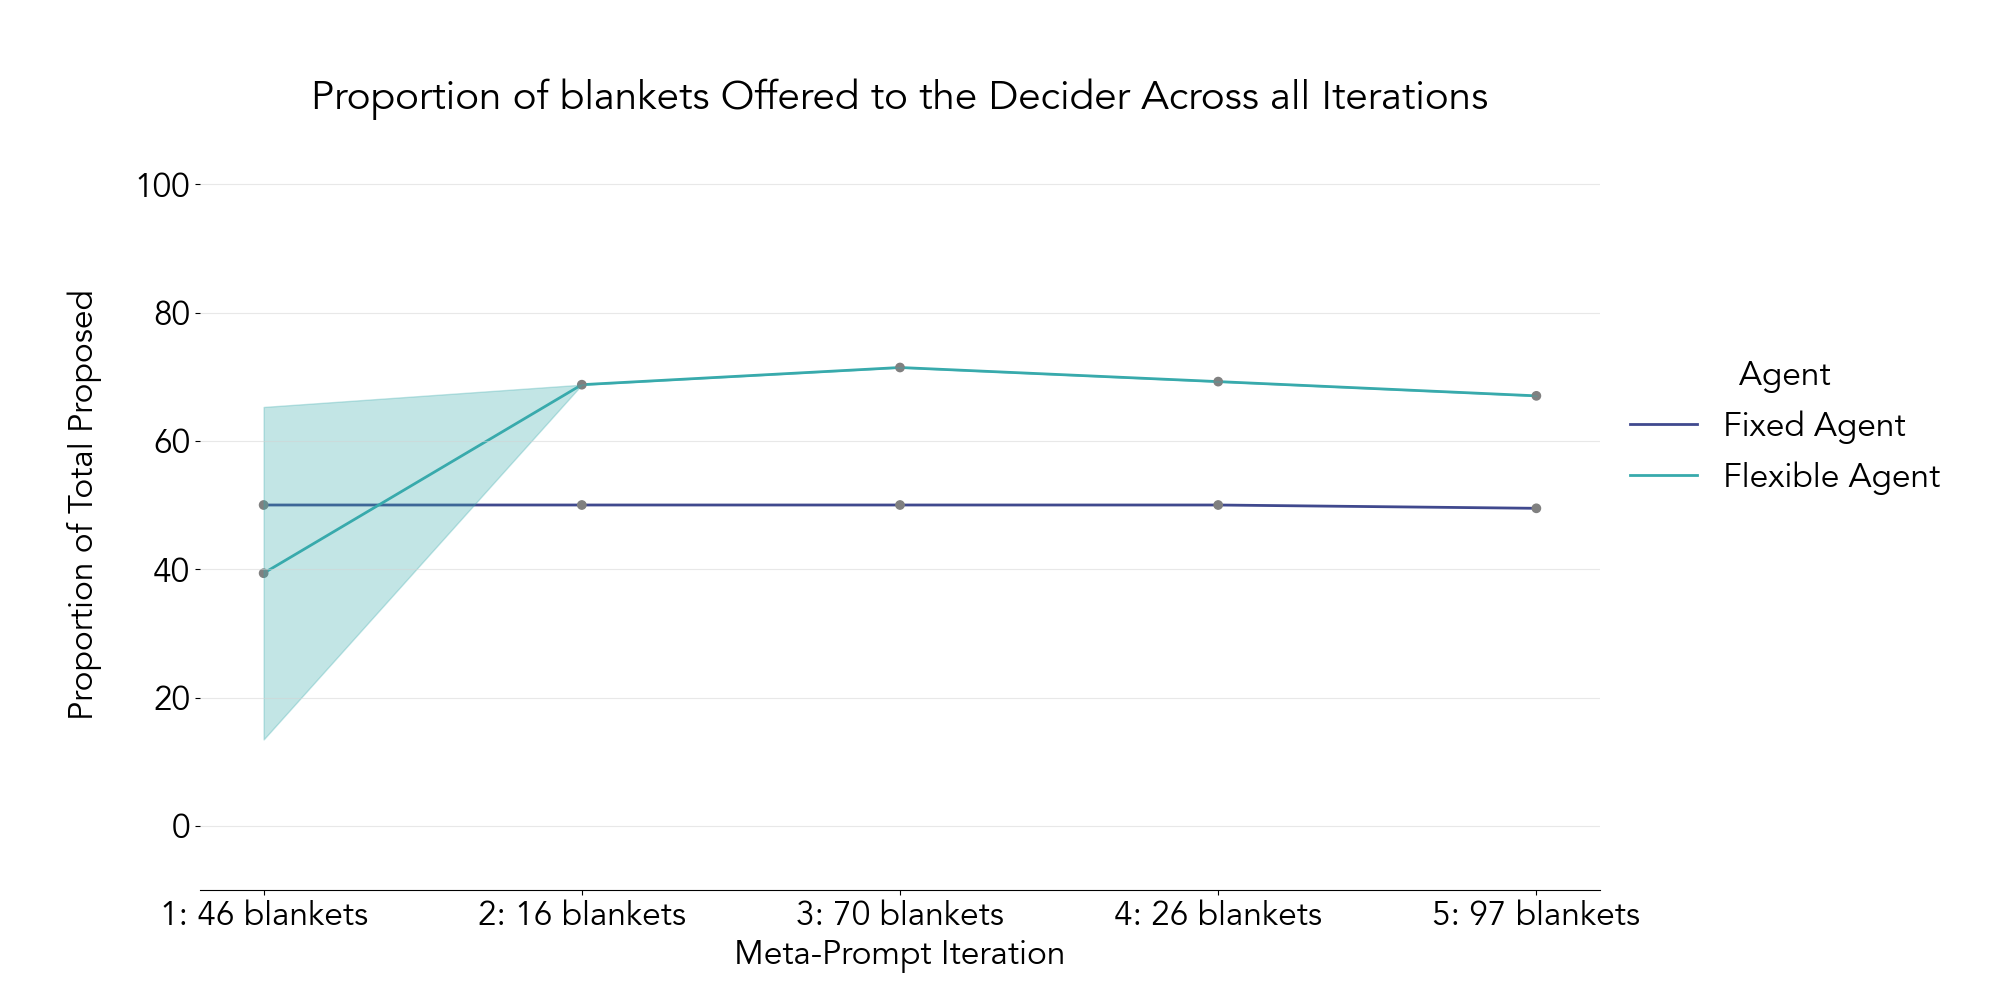 Proportion of blankets Offered to the Decider Across all Iterations
Proportion of Total Proposed
100
80
60
40
20
0
1: 46 blankets
2: 16 blankets
3: 70 blankets
4: 26 blankets
5: 97 blankets
Meta-Prompt Iteration
Agent
Fixed Agent
Flexible Agent